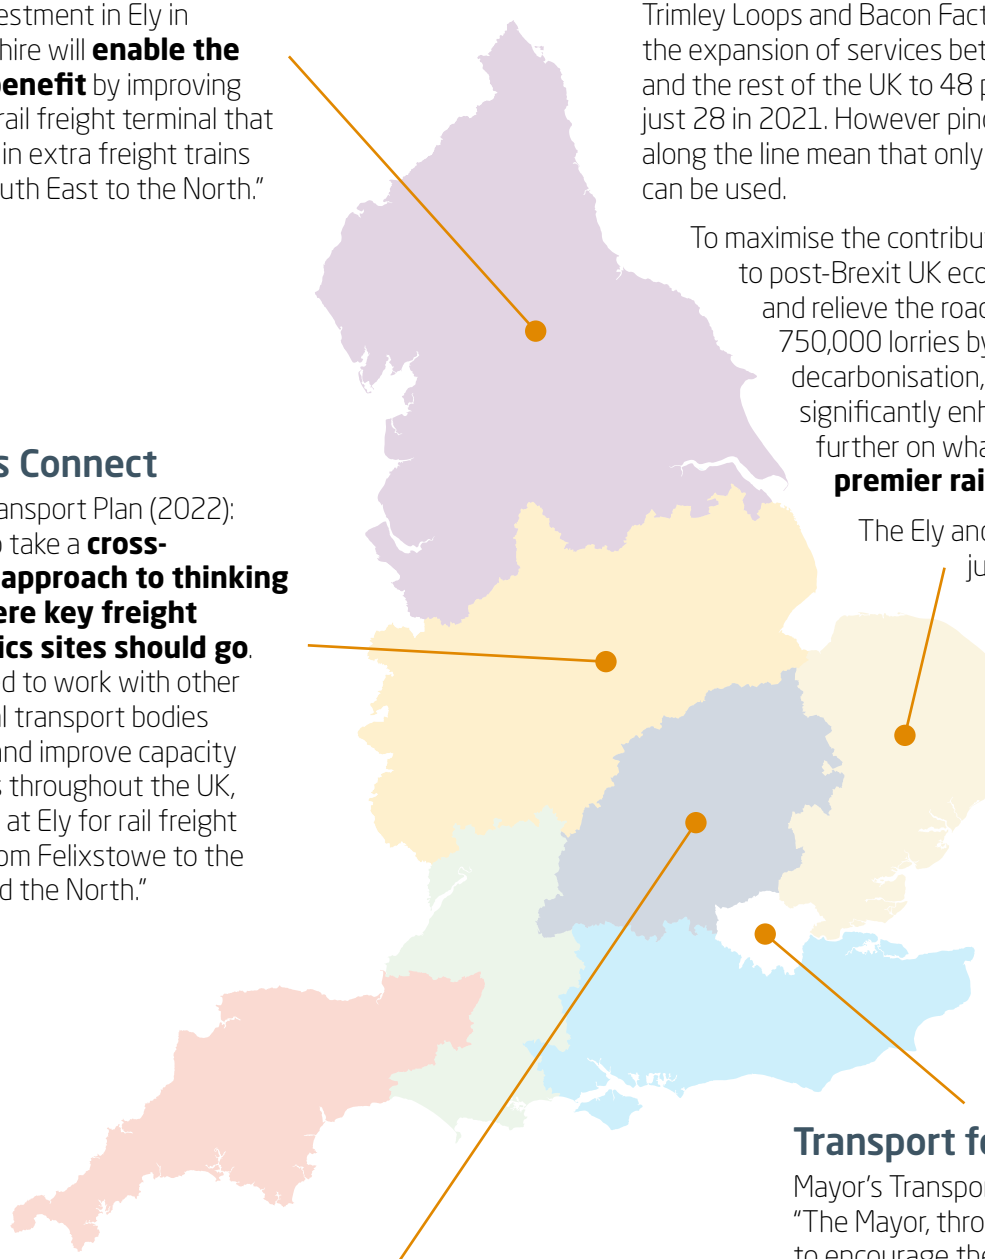 estment in Ely in
hire will enable the
benefit by improving
rail freight terminal that
in extra freight trains
uth East to the North."
s Connect
ansport Plan (2022):
o take a cross-
approach to thinking
ere key freight
ics sites should go.
d to work with other
l transport bodies
and improve capacity
s throughout the UK,
at Ely for rail freight
om Felixstowe to the
d the North."
Trimley Loops and Bacon Fact
the expansion of services bet
and the rest of the UK to 48 p
just 28 in 2021. However pinc
along the line mean that only
can be used.
To maximise the contribu
to post-Brexit UK eco
and relieve the road
750,000 lorries by
decarbonisation,
significantly enh
further on wha
premier rai
The Ely and
ju
Transport fo
Mayor's Transpor
"The Mayor, thro
to encourage the